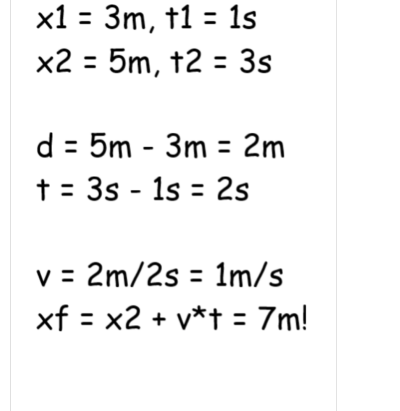 x1 = 3m, t1 = 1s
x2 = 5m, t2 = 3s
d = 5m - 3m = 2m
t = 3s - 1s = 2s
v = 2m/2s = 1m/s
xf = x2 + v*t = 7m!